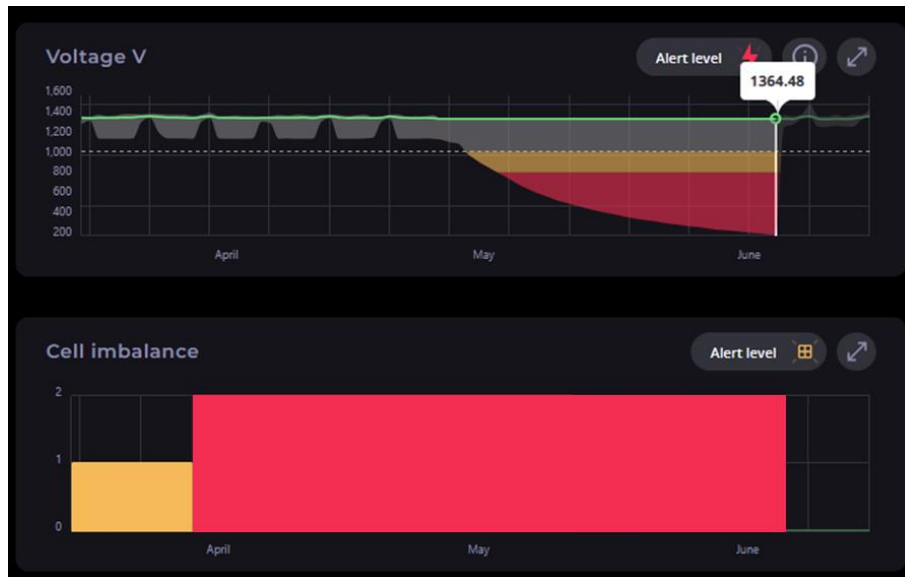 Voltage V
Alert level
1364.48
1,600
1,400
1,200
1,000
800
600
400
200
April May June
Cell imbalance
Alert level
2
1
0
April May June